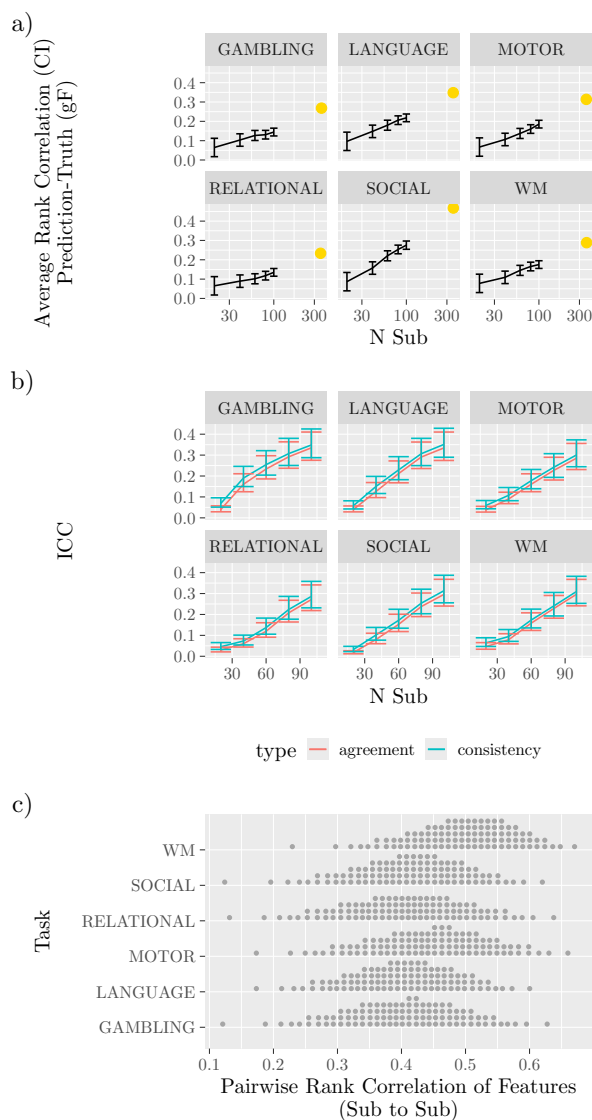 a)
Average Rank Correlation (CI)
Prediction-Truth (gF)
GAMBLING LANGUAGE MOTOR
0.4
0.3
0.2
0.1
0.0
RELATIONAL SOCIAL WM
0.4
0.3
0.2
0.1
0.0
30 100 300 30 100 300 30 100 300
N Sub
b)
ICC
GAMBLING LANGUAGE MOTOR
0.4
0.3
0.2
0.1
0.0
RELATIONAL SOCIAL WM
0.4
0.3
0.2
0.1
0.0
30 60 90 30 60 90 30 60 90
N Sub
type agreement consistency
c)
Task
WM
SOCIAL
RELATIONAL
MOTOR
LANGUAGE
GAMBLING
0.1 0.2 0.3 0.4 0.5 0.6
Pairwise Rank Correlation of Features
(Sub to Sub)